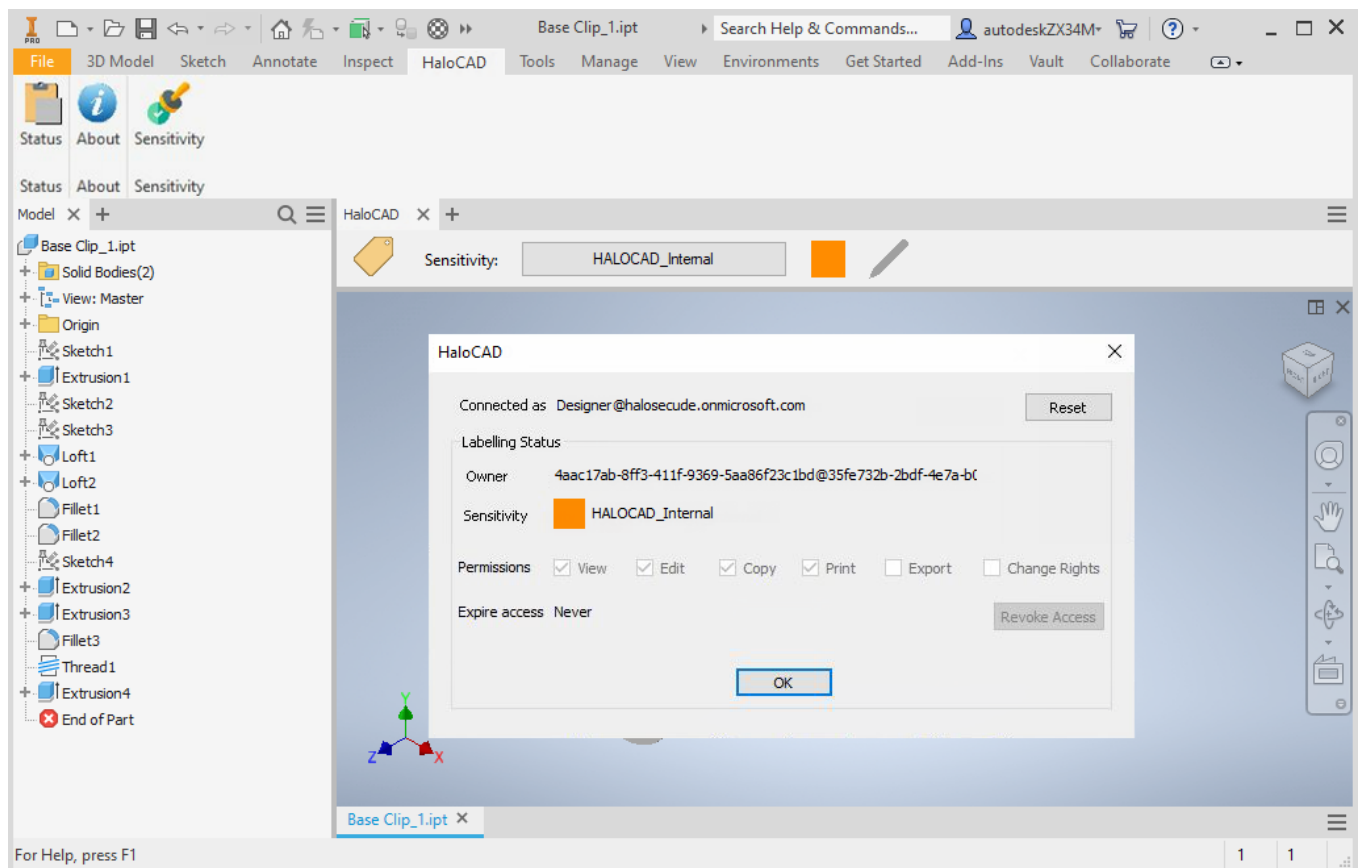 PRO
Base Clip_1.ipt
Search Help & Commands...
autodeskZX34M
File 3D Model Sketch Annotate Inspect HaloCAD Tools Manage View Environments Get Started Add-Ins Vault Collaborate
Status About Sensitivity
Status About Sensitivity
Model
HaloCAD
Base Clip_1.ipt
Solid Bodies(2)
View: Master
Origin
Sketch1
Extrusion1
Sketch2
Sketch3
Loft1
Loft2
Fillet1
Fillet2
Sketch4
Extrusion2
Extrusion3
Fillet3
Thread1
Extrusion4
End of Part
Sensitivity: HALOCAD_Internal
HaloCAD
Connected as Designer@halosecude.onmicrosoft.com Reset
Labelling Status
Owner 4aac17ab-8ff3-411f-9369-5aa86f23c1bd@35fe732b-2bdf-4e7a-b0
Sensitivity HALOCAD_Internal
Permissions View Edit Copy Print Export Change Rights
Expire access Never Revoke Access
OK
Y
Z X
Base Clip_1.ipt
For Help, press F1 1 1